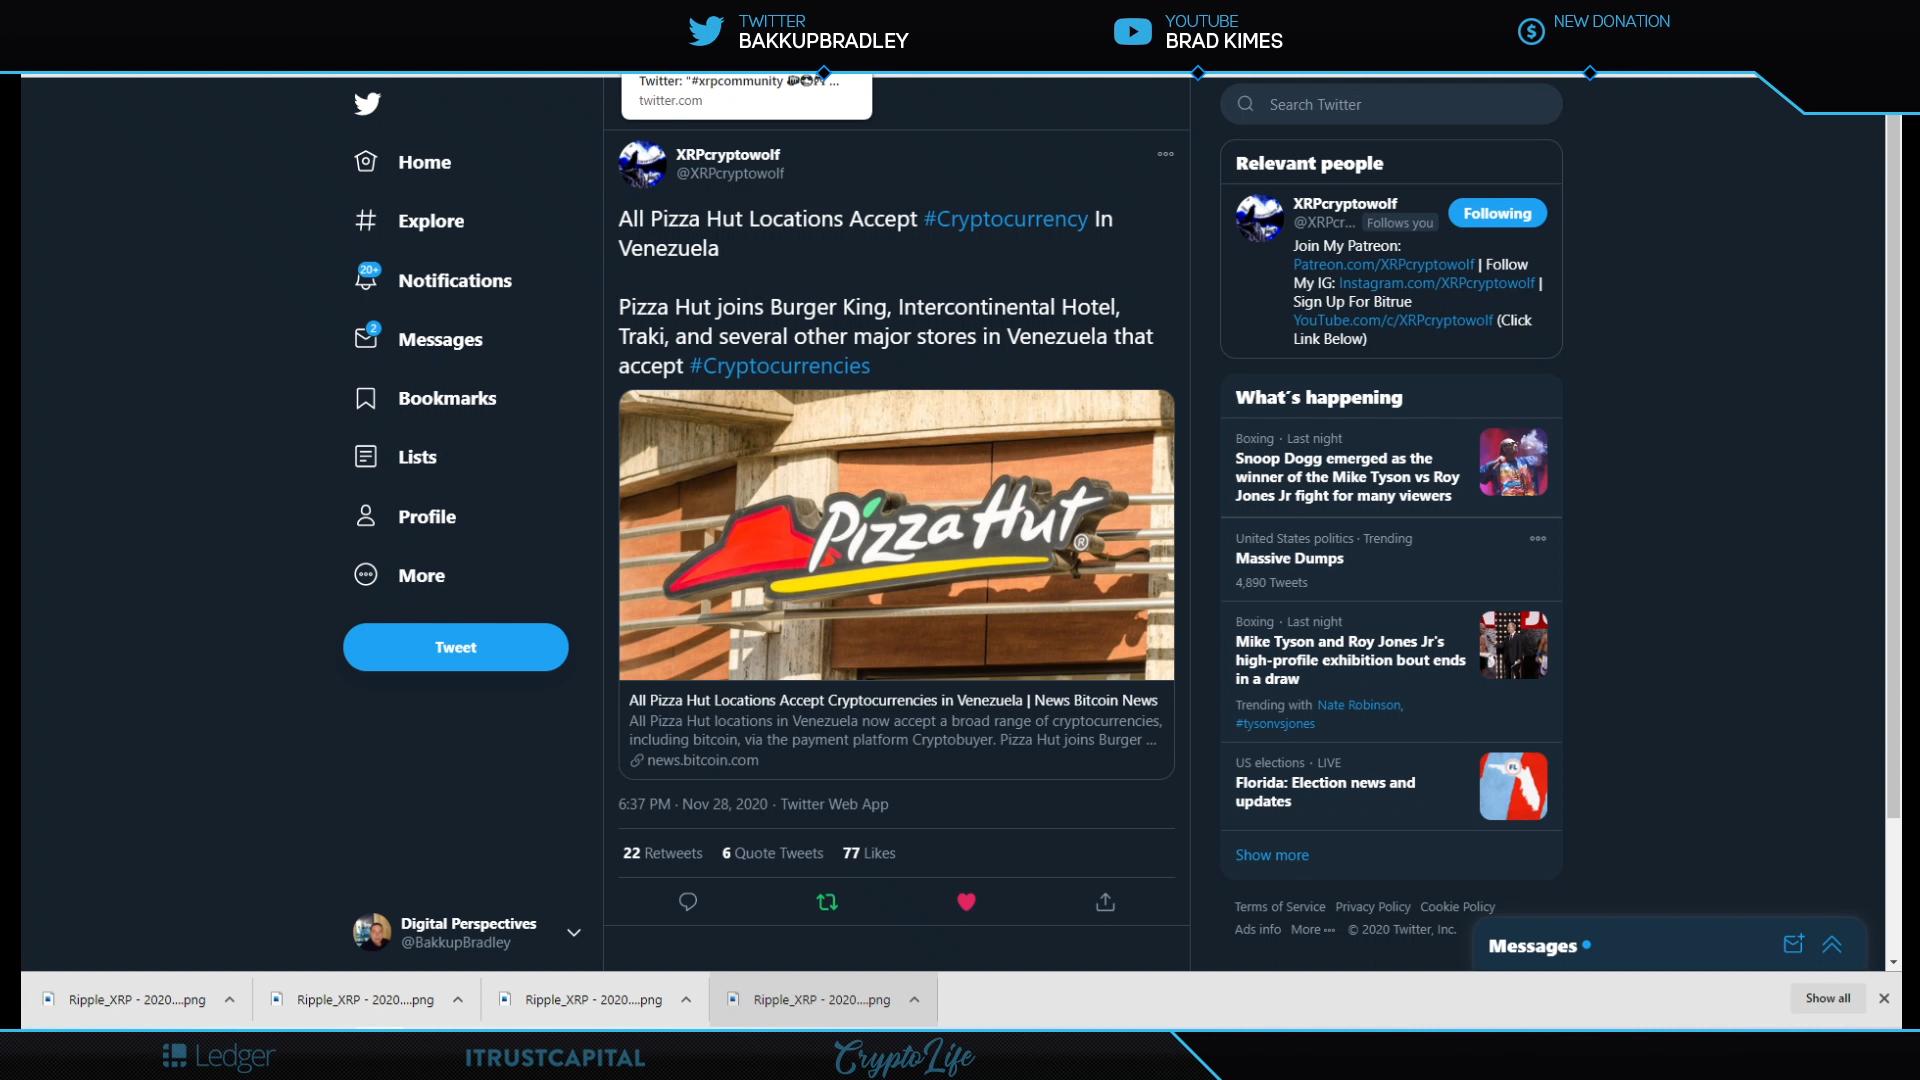 TWITTER
BAKKUPBRADLEY
YOUTUBE
BRAD KIMES
NEW DONATION
Twitter: "#xrpcommunity ...
twitter.com
Home
Explore
20+
Notifications
2
Messages
Bookmarks
Lists
Profile
More
Tweet
Digital Perspectives
@BakkupBradley
XRPcryptowolf
@XRPcryptowolf
All Pizza Hut Locations Accept #Cryptocurrency In
Venezuela
Pizza Hut joins Burger King, Intercontinental Hotel,
Traki, and several other major stores in Venezuela that
accept #Cryptocurrencies
Pizza Hut®
All Pizza Hut Locations Accept Cryptocurrencies in Venezuela | News Bitcoin News
All Pizza Hut locations in Venezuela now accept a broad range of cryptocurrencies,
including bitcoin, via the payment platform Cryptobuyer. Pizza Hut joins Burger ...
news.bitcoin.com
6:37 PM · Nov 28, 2020 · Twitter Web App
22 Retweets 6 Quote Tweets 77 Likes
Search Twitter
Relevant people
XRPcryptowolf
@XRPcr... Follows you
Following
Join My Patreon:
Patreon.com/XRPcryptowolf | Follow
My IG: Instagram.com/XRPcryptowolf |
Sign Up For Bitrue
YouTube.com/c/XRPcryptowolf (Click
Link Below)
What´s happening
Boxing · Last night
Snoop Dogg emerged as the
winner of the Mike Tyson vs Roy
Jones Jr fight for many viewers
United States politics · Trending
Massive Dumps
4,890 Tweets
Boxing · Last night
Mike Tyson and Roy Jones Jr's
high-profile exhibition bout ends
in a draw
Trending with Nate Robinson,
#tysonvsjones
US elections · LIVE
Florida: Election news and
updates
FL
Show more
Terms of Service Privacy Policy Cookie Policy
Ads info More © 2020 Twitter, Inc.
Messages
Ripple_XRP - 2020....png
Ripple_XRP - 2020....png
Ripple_XRP - 2020....png
Ripple_XRP - 2020....png
Show all
Ledger
ITRUSTCAPITAL
CryptoLife